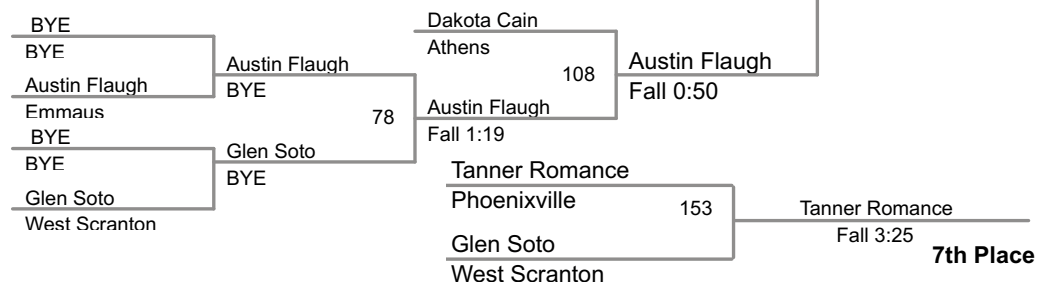 BYE
BYE
Austin Flaugh
Emmaus
BYE
BYE
Glen Soto
West Scranton
Austin Flaugh
BYE
78
Glen Soto
BYE
Dakota Cain
Athens
108
Austin Flaugh
Fall 1:19
Austin Flaugh
Fall 0:50
Tanner Romance
Phoenixville
153
Glen Soto
West Scranton
Tanner Romance
Fall 3:25
7th Place